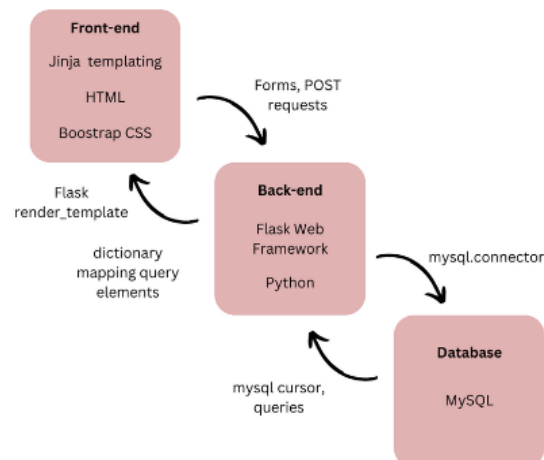 Front-end
Jinja templating
HTML
Boostrap CSS
Forms, POST
requests
Flask
render_template
dictionary
mapping query
elements
Back-end
Flask Web
Framework
Python
mysql.connector
mysql cursor,
queries
Database
MySQL